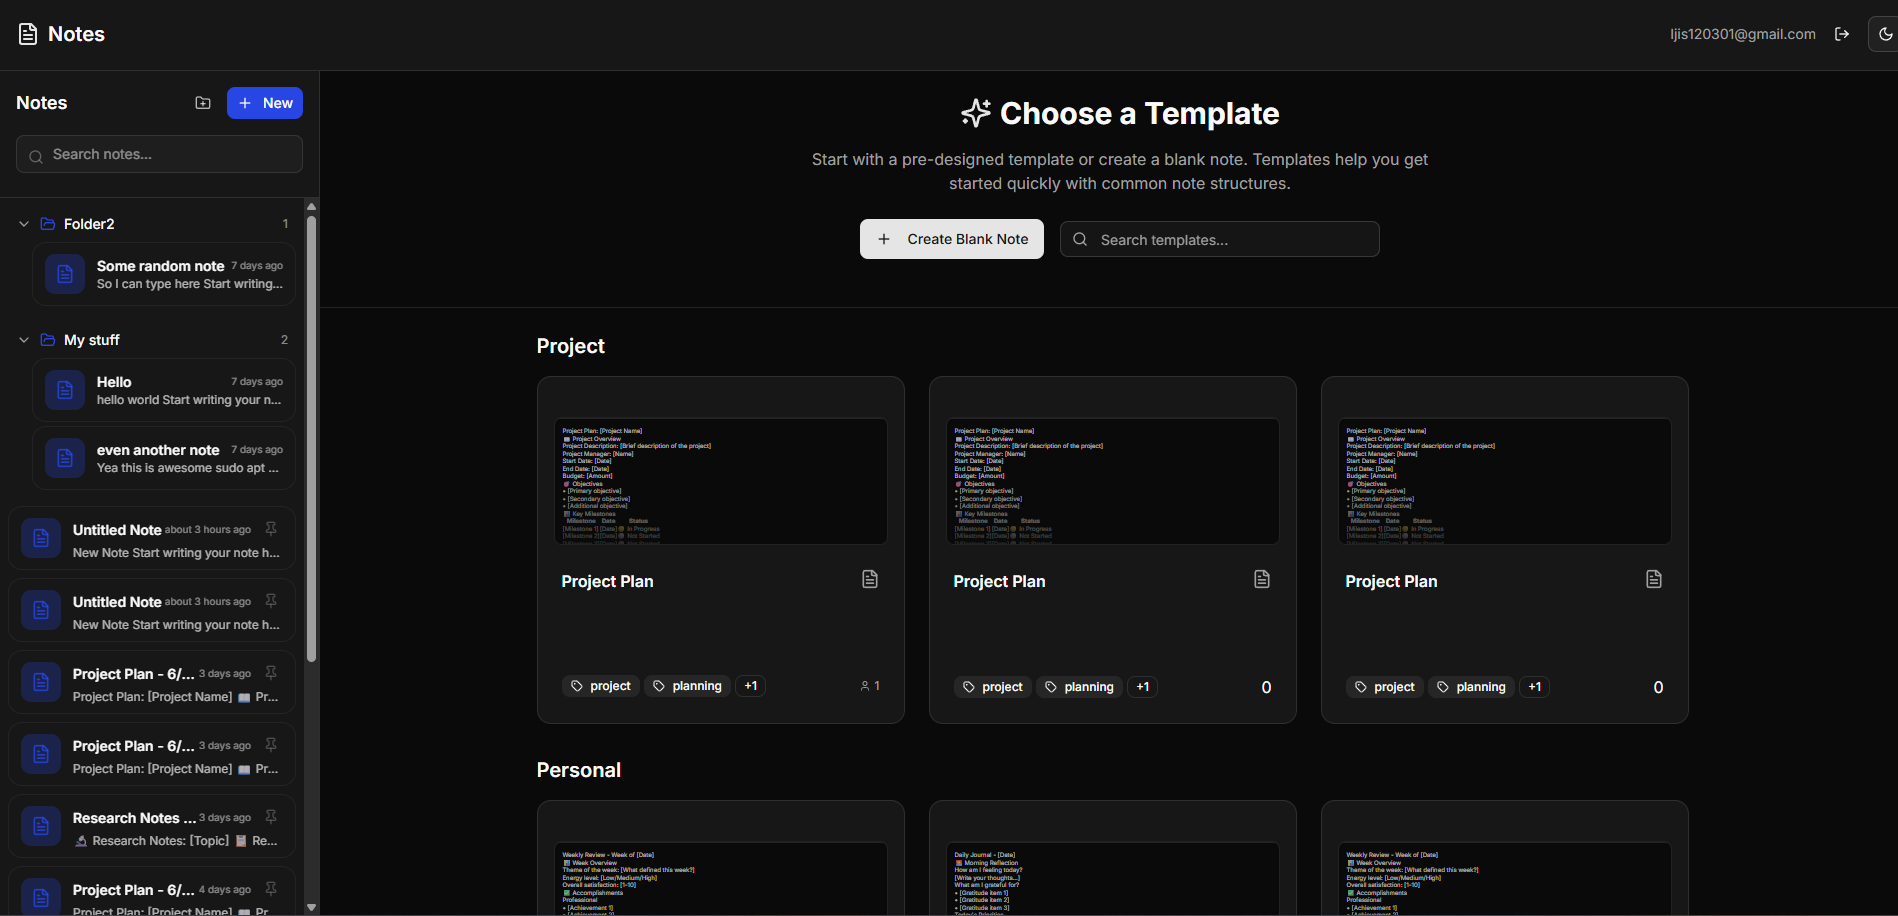 Notes
ljis120301@gmail.com
Notes
New
Search notes...
Folder2
1
Some random note 7 days ago
So I can type here Start writing...
My stuff
2
Hello 7 days ago
hello world Start writing your n...
even another note 7 days ago
Yea this is awesome sudo apt ...
Untitled Note about 3 hours ago
New Note Start writing your note h...
Untitled Note about 3 hours ago
New Note Start writing your note h...
Project Plan - 6/... 3 days ago
Project Plan: [Project Name] 📖 Pr...
Project Plan - 6/... 3 days ago
Project Plan: [Project Name] 📖 Pr...
Research Notes ... 3 days ago
🔬 Research Notes: [Topic] 📔 Re...
Project Plan - 6/... 4 days ago
Project Plan: [Project Name] 📖 Pr...
Choose a Template
Start with a pre-designed template or create a blank note. Templates help you get
started quickly with common note structures.
Create Blank Note
Search templates...
Project
Project Plan: [Project Name]
Project Overview
Project Description: [Brief description of the project]
Project Manager: [Name]
Start Date: [Date]
End Date: [Date]
Budget: [Amount]
Objectives
• [Primary objective]
• [Secondary objective]
• [Additional objective]
Key Milestones
Milestone Date Status
[Milestone 1] [Date] In Progress
[Milestone 2] [Date] Not Started
Project Plan
project
planning
+1
1
Project Plan: [Project Name]
Project Overview
Project Description: [Brief description of the project]
Project Manager: [Name]
Start Date: [Date]
End Date: [Date]
Budget: [Amount]
Objectives
• [Primary objective]
• [Secondary objective]
• [Additional objective]
Key Milestones
Milestone Date Status
[Milestone 1] [Date] In Progress
[Milestone 2] [Date] Not Started
Project Plan
project
planning
+1
0
Project Plan: [Project Name]
Project Overview
Project Description: [Brief description of the project]
Project Manager: [Name]
Start Date: [Date]
End Date: [Date]
Budget: [Amount]
Objectives
• [Primary objective]
• [Secondary objective]
• [Additional objective]
Key Milestones
Milestone Date Status
[Milestone 1] [Date] In Progress
[Milestone 2] [Date] Not Started
Project Plan
project
planning
+1
0
Personal
Weekly Review - Week of [Date]
Week Overview
Theme of the week: [What defined this week?]
Energy level: [Low/Medium/High]
Overall satisfaction: [1-10]
Accomplishments
Professional
• [Achievement 1]
Daily Journal - [Date]
Morning Reflection
How am I feeling today?
[Write your thoughts...]
What am I grateful for?
• [Gratitude item 1]
• [Gratitude item 2]
• [Gratitude item 3]
Weekly Review - Week of [Date]
Week Overview
Theme of the week: [What defined this week?]
Energy level: [Low/Medium/High]
Overall satisfaction: [1-10]
Accomplishments
Professional
• [Achievement 1]